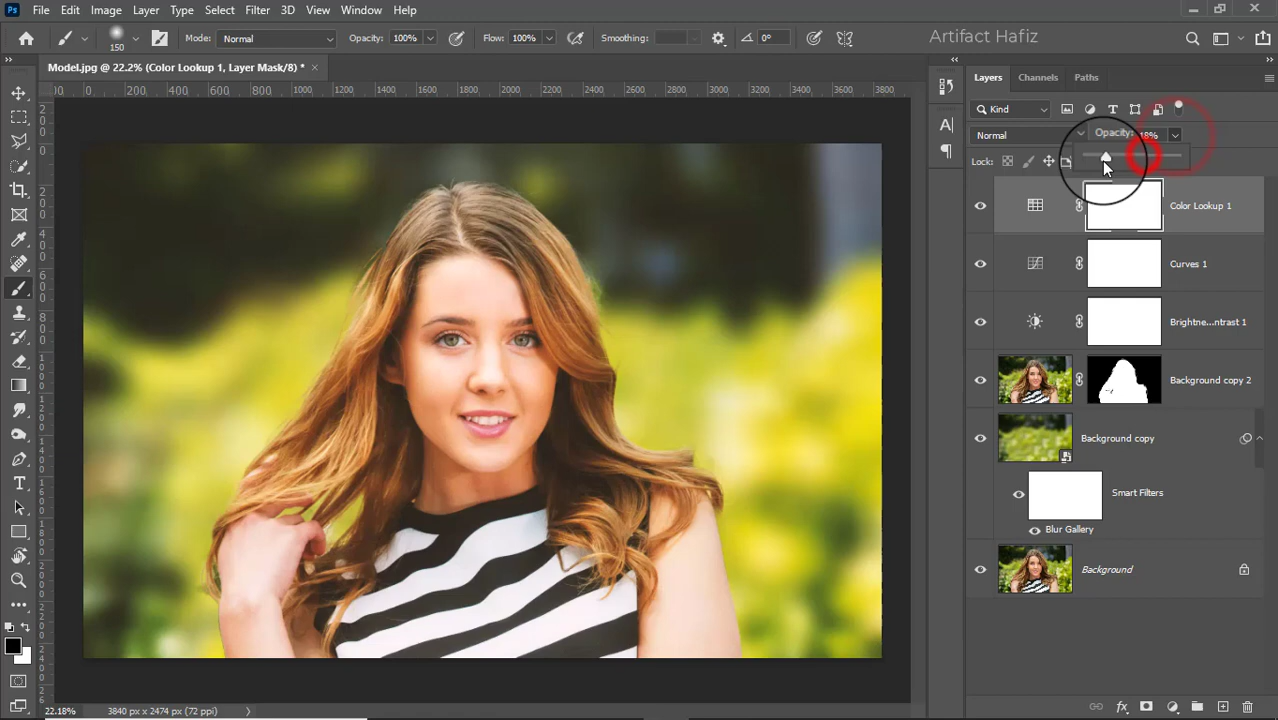 Ps File Edit Image Layer Type Select Filter 3D View Window Help
150 Mode: Normal Opacity: 100% Flow: 100% Smoothing: 0° Artifact Hafiz
Model.jpg @ 22.2% (Color Lookup 1, Layer Mask/8) *
0 200 400 600 800 1000 1200 1400 1600 1800 2000 2200 2400 2600 2800 3000 3200 3400 3600 3800
Layers Channels Paths
Kind
Normal Opacity: 18%
Lock:
Color Lookup 1
Curves 1
Brightne...ntrast 1
Background copy 2
Background copy
Smart Filters
Blur Gallery
Background
22.18% 3840 px x 2474 px (72 ppi)